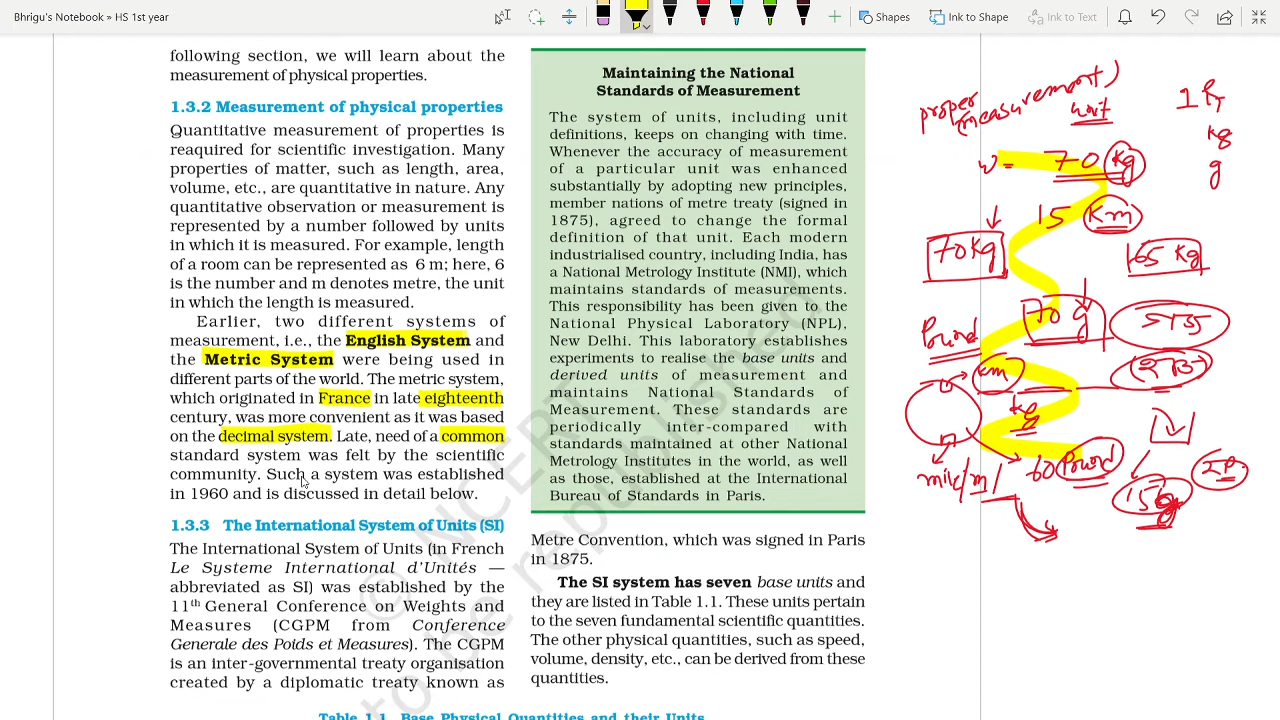 Bhrigu's Notebook » HS 1st year
Shapes
Ink to Shape
Ink to Text
following section, we will learn about the
measurement of physical properties.
1.3.2 Measurement of physical properties
Quantitative measurement of properties is
reaquired for scientific investigation. Many
properties of matter, such as length, area,
volume, etc., are quantitative in nature. Any
quantitative observation or measurement is
represented by a number followed by units
in which it is measured. For example, length
of a room can be represented as 6 m; here, 6
is the number and m denotes metre, the unit
in which the length is measured.
Earlier, two different systems of
measurement, i.e., the English System and
the Metric System were being used in
different parts of the world. The metric system,
which originated in France in late eighteenth
century, was more convenient as it was based
on the decimal system. Late, need of a common
standard system was felt by the scientific
community. Such a system was established
in 1960 and is discussed in detail below.
1.3.3 The International System of Units (SI)
The International System of Units (in French
Le Systeme International d'Unités —
abbreviated as SI) was established by the
11th General Conference on Weights and
Measures (CGPM from Conference
Generale des Poids et Measures). The CGPM
is an inter-governmental treaty organisation
created by a diplomatic treaty known as
Maintaining the National
Standards of Measurement
The system of units, including unit
definitions, keeps on changing with time.
Whenever the accuracy of measurement
of a particular unit was enhanced
substantially by adopting new principles,
member nations of metre treaty (signed in
1875), agreed to change the formal
definition of that unit. Each modern
industrialised country, including India, has
a National Metrology Institute (NMI), which
maintains standards of measurements.
This responsibility has been given to the
National Physical Laboratory (NPL),
New Delhi. This laboratory establishes
experiments to realise the base units and
derived units of measurement and
maintains National Standards of
Measurement. These standards are
periodically inter-compared with
standards maintained at other National
Metrology Institutes in the world, as well
as those, established at the International
Bureau of Standards in Paris.
Metre Convention, which was signed in Paris
in 1875.
The SI system has seven base units and
they are listed in Table 1.1. These units pertain
to the seven fundamental scientific quantities.
The other physical quantities, such as speed,
volume, density, etc., can be derived from these
quantities.
Table 1.1 Base Physical Quantities and their Units
© NCERT
to be republished
proper
measurement)
unit
kg
g
w = 70 kg
15 km
70 kg
65 kg
70 g
Pound
km
kg
mile/m/
60 Pound
15 g